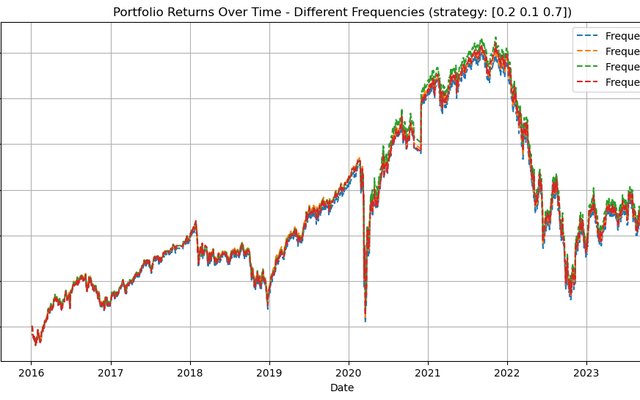 Portfolio Returns Over Time - Different Frequencies (strategy: [0.2 0.1 0.7])
Freque
Freque
Freque
Freque
2016 2017 2018 2019 2020 2021 2022 2023
Date